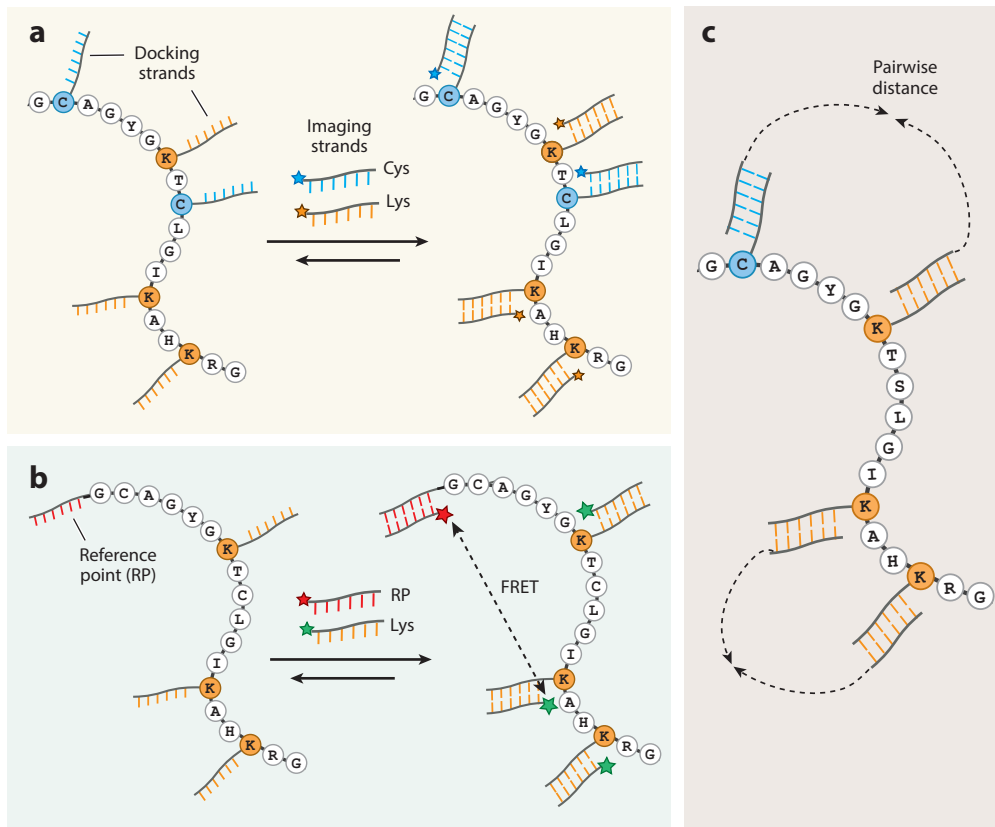 a
Docking
strands
G C A G Y G K T C L G I K A H K R G
Imaging
strands
Cys
Lys
G C A G Y G K T C L G I K A H K R G
b
G C A G Y G K T C L G I K A H K R G
Reference
point (RP)
RP
Lys
G C A G Y G K T C L G I K A H K R G
FRET
c
Pairwise
distance
G C A G Y G K T S L G I K A H K R G